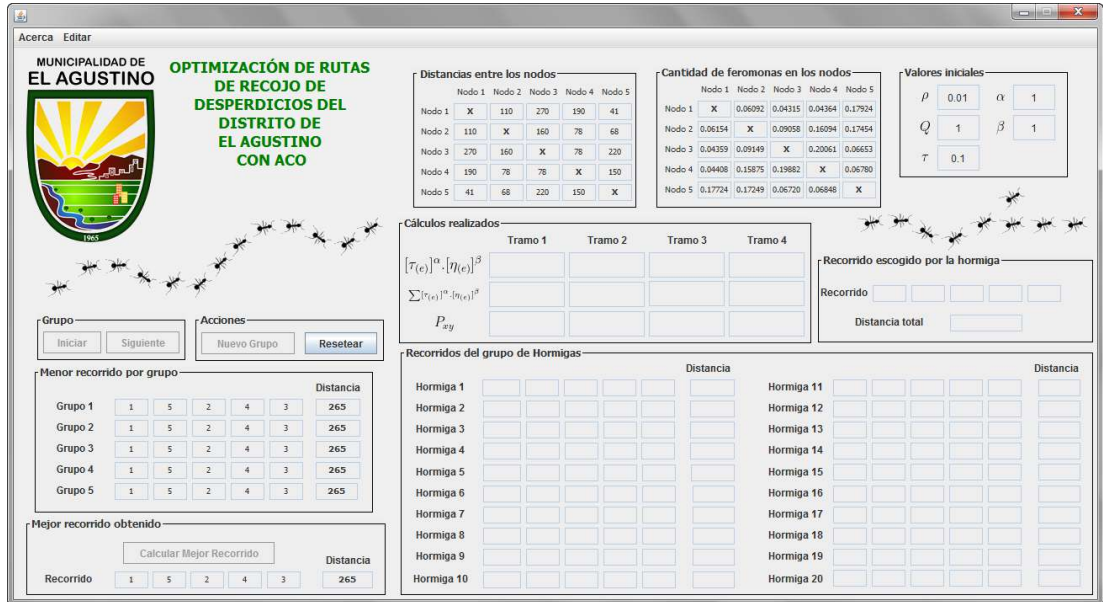 Acerca Editar
MUNICIPALIDAD DE
EL AGUSTINO
1965
OPTIMIZACIÓN DE RUTAS
DE RECOJO DE
DESPERDICIOS DEL
DISTRITO DE
EL AGUSTINO
CON ACO
Distancias entre los nodos
Nodo 1 Nodo 2 Nodo 3 Nodo 4 Nodo 5
Nodo 1 X 110 270 190 41
Nodo 2 110 X 160 78 68
Nodo 3 270 160 X 78 220
Nodo 4 190 78 78 X 150
Nodo 5 41 68 220 150 X
Cantidad de feromonas en los nodos
Nodo 1 Nodo 2 Nodo 3 Nodo 4 Nodo 5
Nodo 1 X 0.06092 0.04315 0.04364 0.17924
Nodo 2 0.06154 X 0.09058 0.16094 0.17454
Nodo 3 0.04359 0.09149 X 0.20061 0.06653
Nodo 4 0.04408 0.15875 0.19882 X 0.06780
Nodo 5 0.17724 0.17249 0.06720 0.06848 X
Valores iniciales
ρ 0.01 α 1
Q 1 β 1
τ 0.1
Cálculos realizados
Tramo 1 Tramo 2 Tramo 3 Tramo 4
[τ(e)]^α.[η(e)]^β
∑[τ(e)]^α.[η(e)]^β
Pxy
Recorrido escogido por la hormiga
Recorrido
Distancia total
Grupo
Iniciar Siguiente
Acciones
Nuevo Grupo Resetear
Menor recorrido por grupo
Distancia
Grupo 1 1 5 2 4 3 265
Grupo 2 1 5 2 4 3 265
Grupo 3 1 5 2 4 3 265
Grupo 4 1 5 2 4 3 265
Grupo 5 1 5 2 4 3 265
Mejor recorrido obtenido
Calcular Mejor Recorrido
Distancia
Recorrido 1 5 2 4 3 265
Recorridos del grupo de Hormigas
Distancia Distancia
Hormiga 1 Hormiga 11
Hormiga 2 Hormiga 12
Hormiga 3 Hormiga 13
Hormiga 4 Hormiga 14
Hormiga 5 Hormiga 15
Hormiga 6 Hormiga 16
Hormiga 7 Hormiga 17
Hormiga 8 Hormiga 18
Hormiga 9 Hormiga 19
Hormiga 10 Hormiga 20